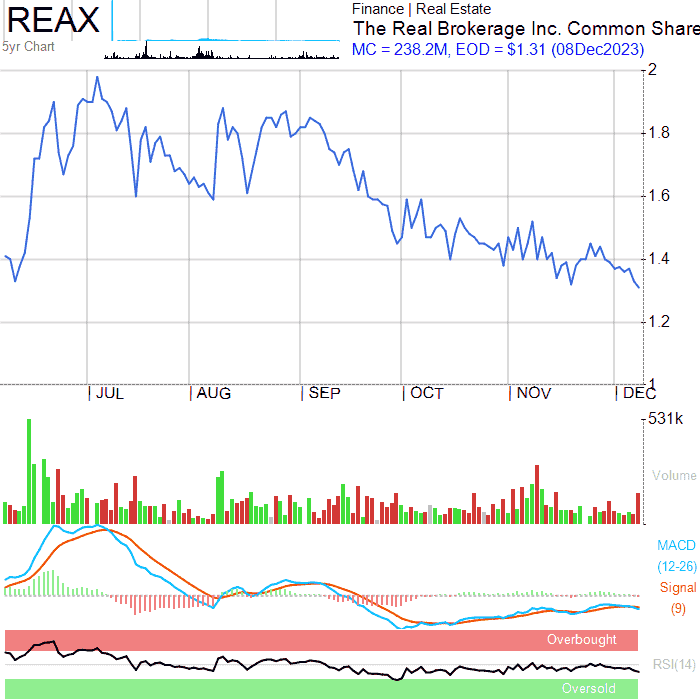 REAX
5yr Chart
Finance | Real Estate
The Real Brokerage Inc. Common Share
MC = 238.2M, EOD = $1.31 (08Dec2023)
2
1.8
1.6
1.4
1.2
1
JUL AUG SEP OCT NOV DEC
531k
Volume
MACD
(12-26)
Signal
(9)
Overbought
RSI(14)
Oversold